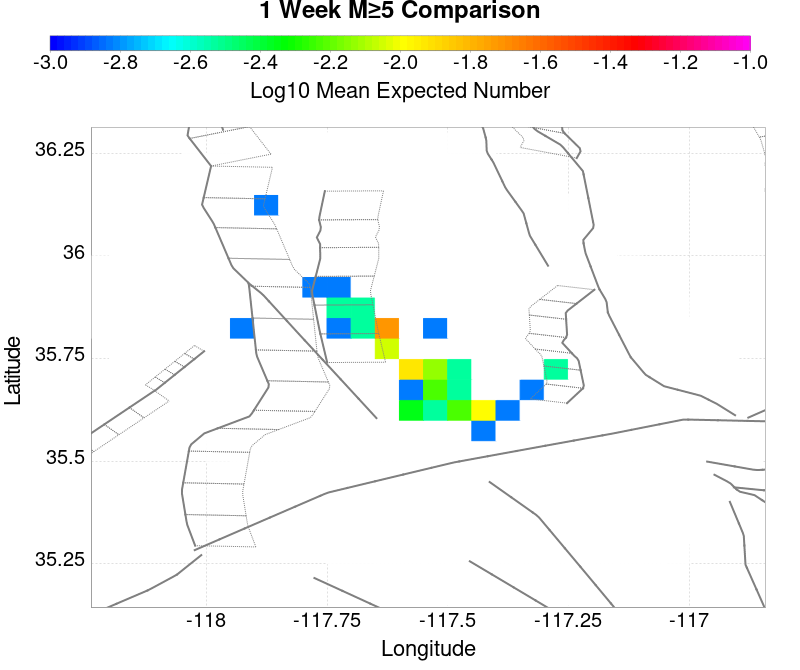 1 Week M≥5 Comparison
-3.0 -2.8 -2.6 -2.4 -2.2 -2.0 -1.8 -1.6 -1.4 -1.2 -1.0
Log10 Mean Expected Number
36.25
36
35.75
35.5
35.25
Latitude
-118 -117.75 -117.5 -117.25 -117
Longitude